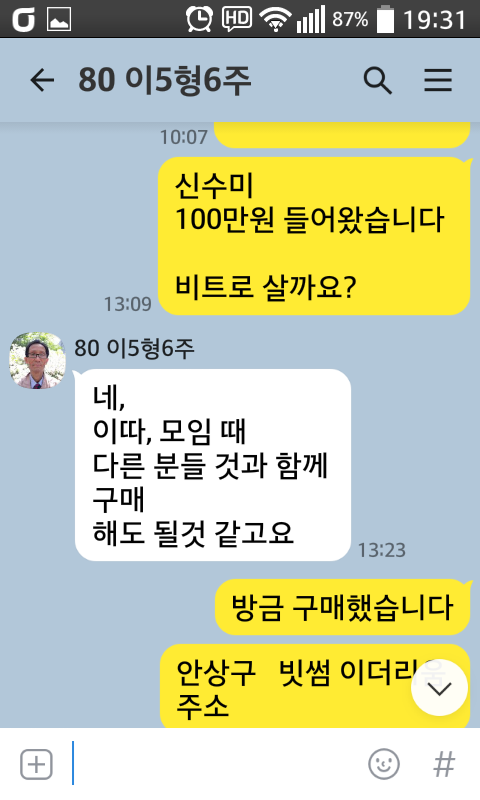 HD 87% 19:31
80 이5형6주
10:07
신수미
100만원 들어왔습니다
비트로 살까요?
13:09
80 이5형6주
네,
이따, 모임 때
다른 분들 것과 함께
구매
해도 될것 같고요
13:23
방금 구매했습니다
안상구 빗썸 이더리움
주소
#